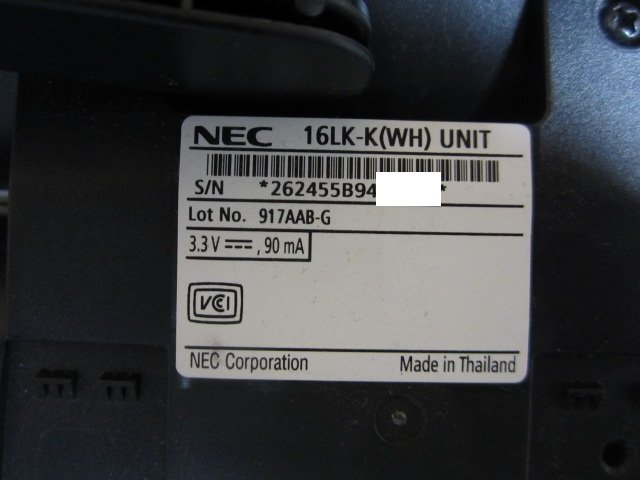 NEC 16LK-K(WH) UNIT
S/N *262455B94 *
Lot No. 917AAB-G
3.3 V ⎓, 90 mA
VCI
NEC Corporation Made in Thailand